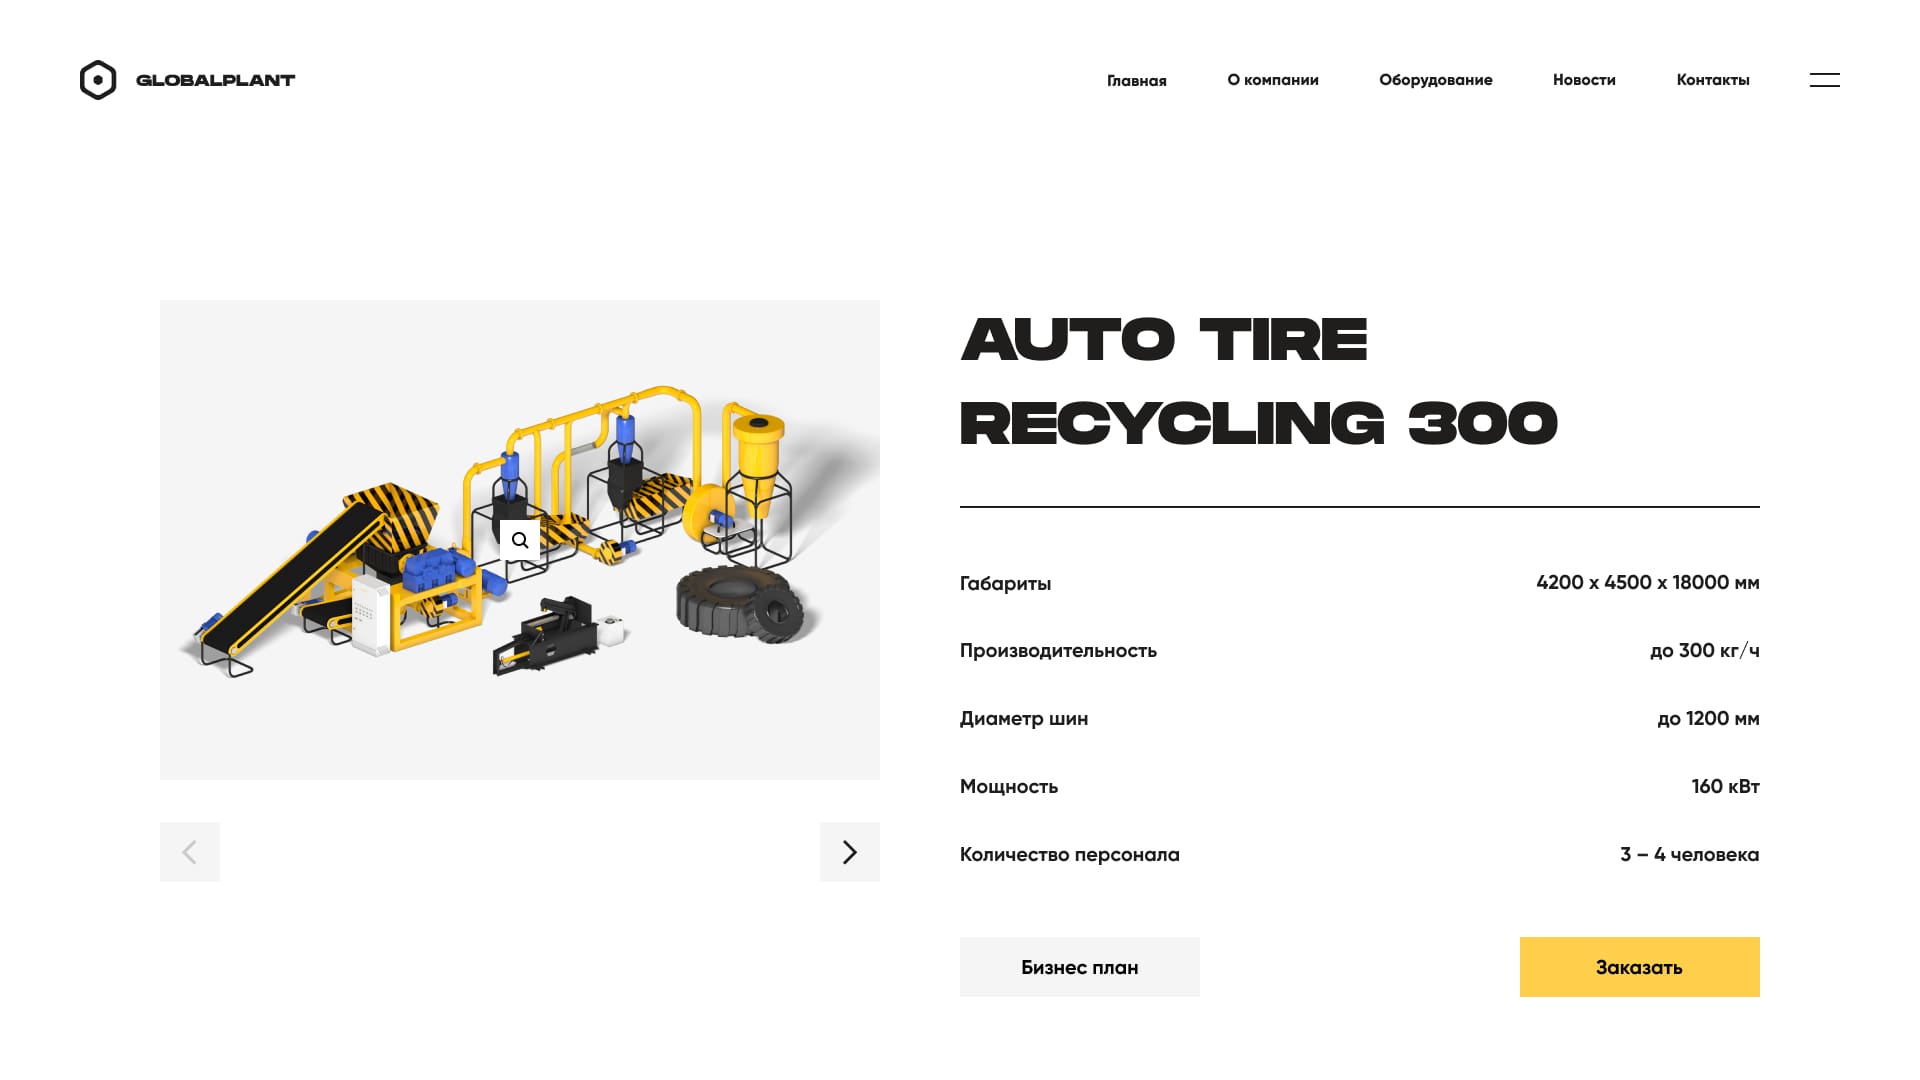 GLOBALPLANT
Главная
О компании
Оборудование
Новости
Контакты
AUTO TIRE
RECYCLING 300
Габариты 4200 x 4500 x 18000 мм
Производительность до 300 кг/ч
Диаметр шин до 1200 мм
Мощность 160 кВт
Количество персонала 3 – 4 человека
Бизнес план
Заказать